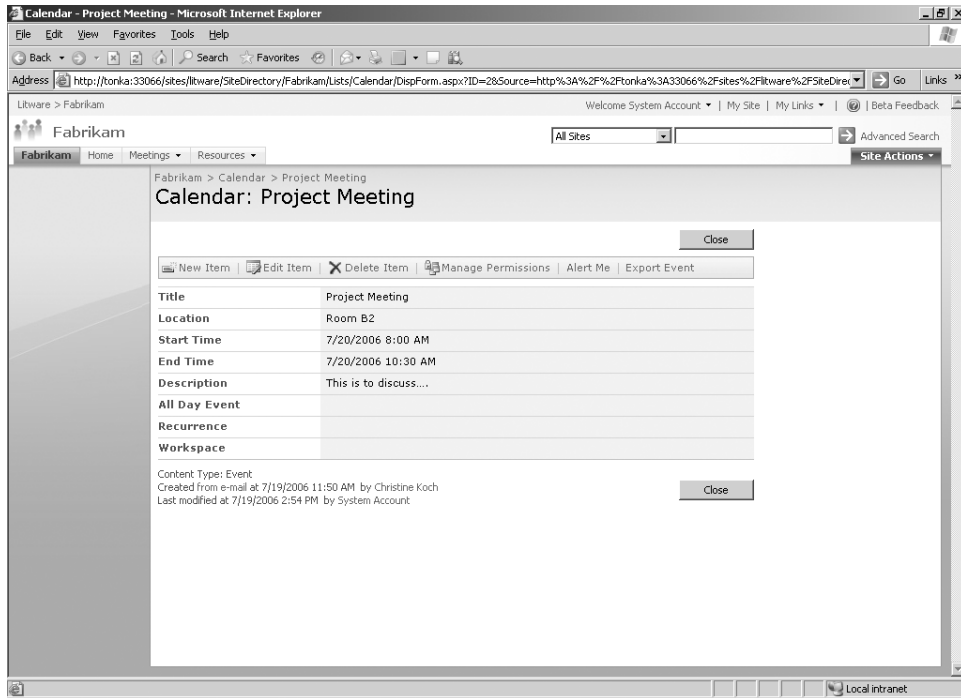 Calendar - Project Meeting - Microsoft Internet Explorer
File Edit View Favorites Tools Help
Back Search Favorites
Address http://tonka:33066/sites/litware/SiteDirectory/Fabrikam/Lists/Calendar/DispForm.aspx?ID=2&Source=http%3A%2F%2Ftonka%3A33066%2Fsites%2Flitware%2FSiteDirec Go Links »
Litware > Fabrikam Welcome System Account | My Site | My Links | | Beta Feedback
Fabrikam All Sites Advanced Search
Fabrikam Home Meetings Resources Site Actions
Fabrikam > Calendar > Project Meeting
Calendar: Project Meeting
Close
New Item | Edit Item | Delete Item | Manage Permissions | Alert Me | Export Event
Title Project Meeting
Location Room B2
Start Time 7/20/2006 8:00 AM
End Time 7/20/2006 10:30 AM
Description This is to discuss....
All Day Event
Recurrence
Workspace
Content Type: Event
Created from e-mail at 7/19/2006 11:50 AM by Christine Koch
Last modified at 7/19/2006 2:54 PM by System Account
Close
Local intranet